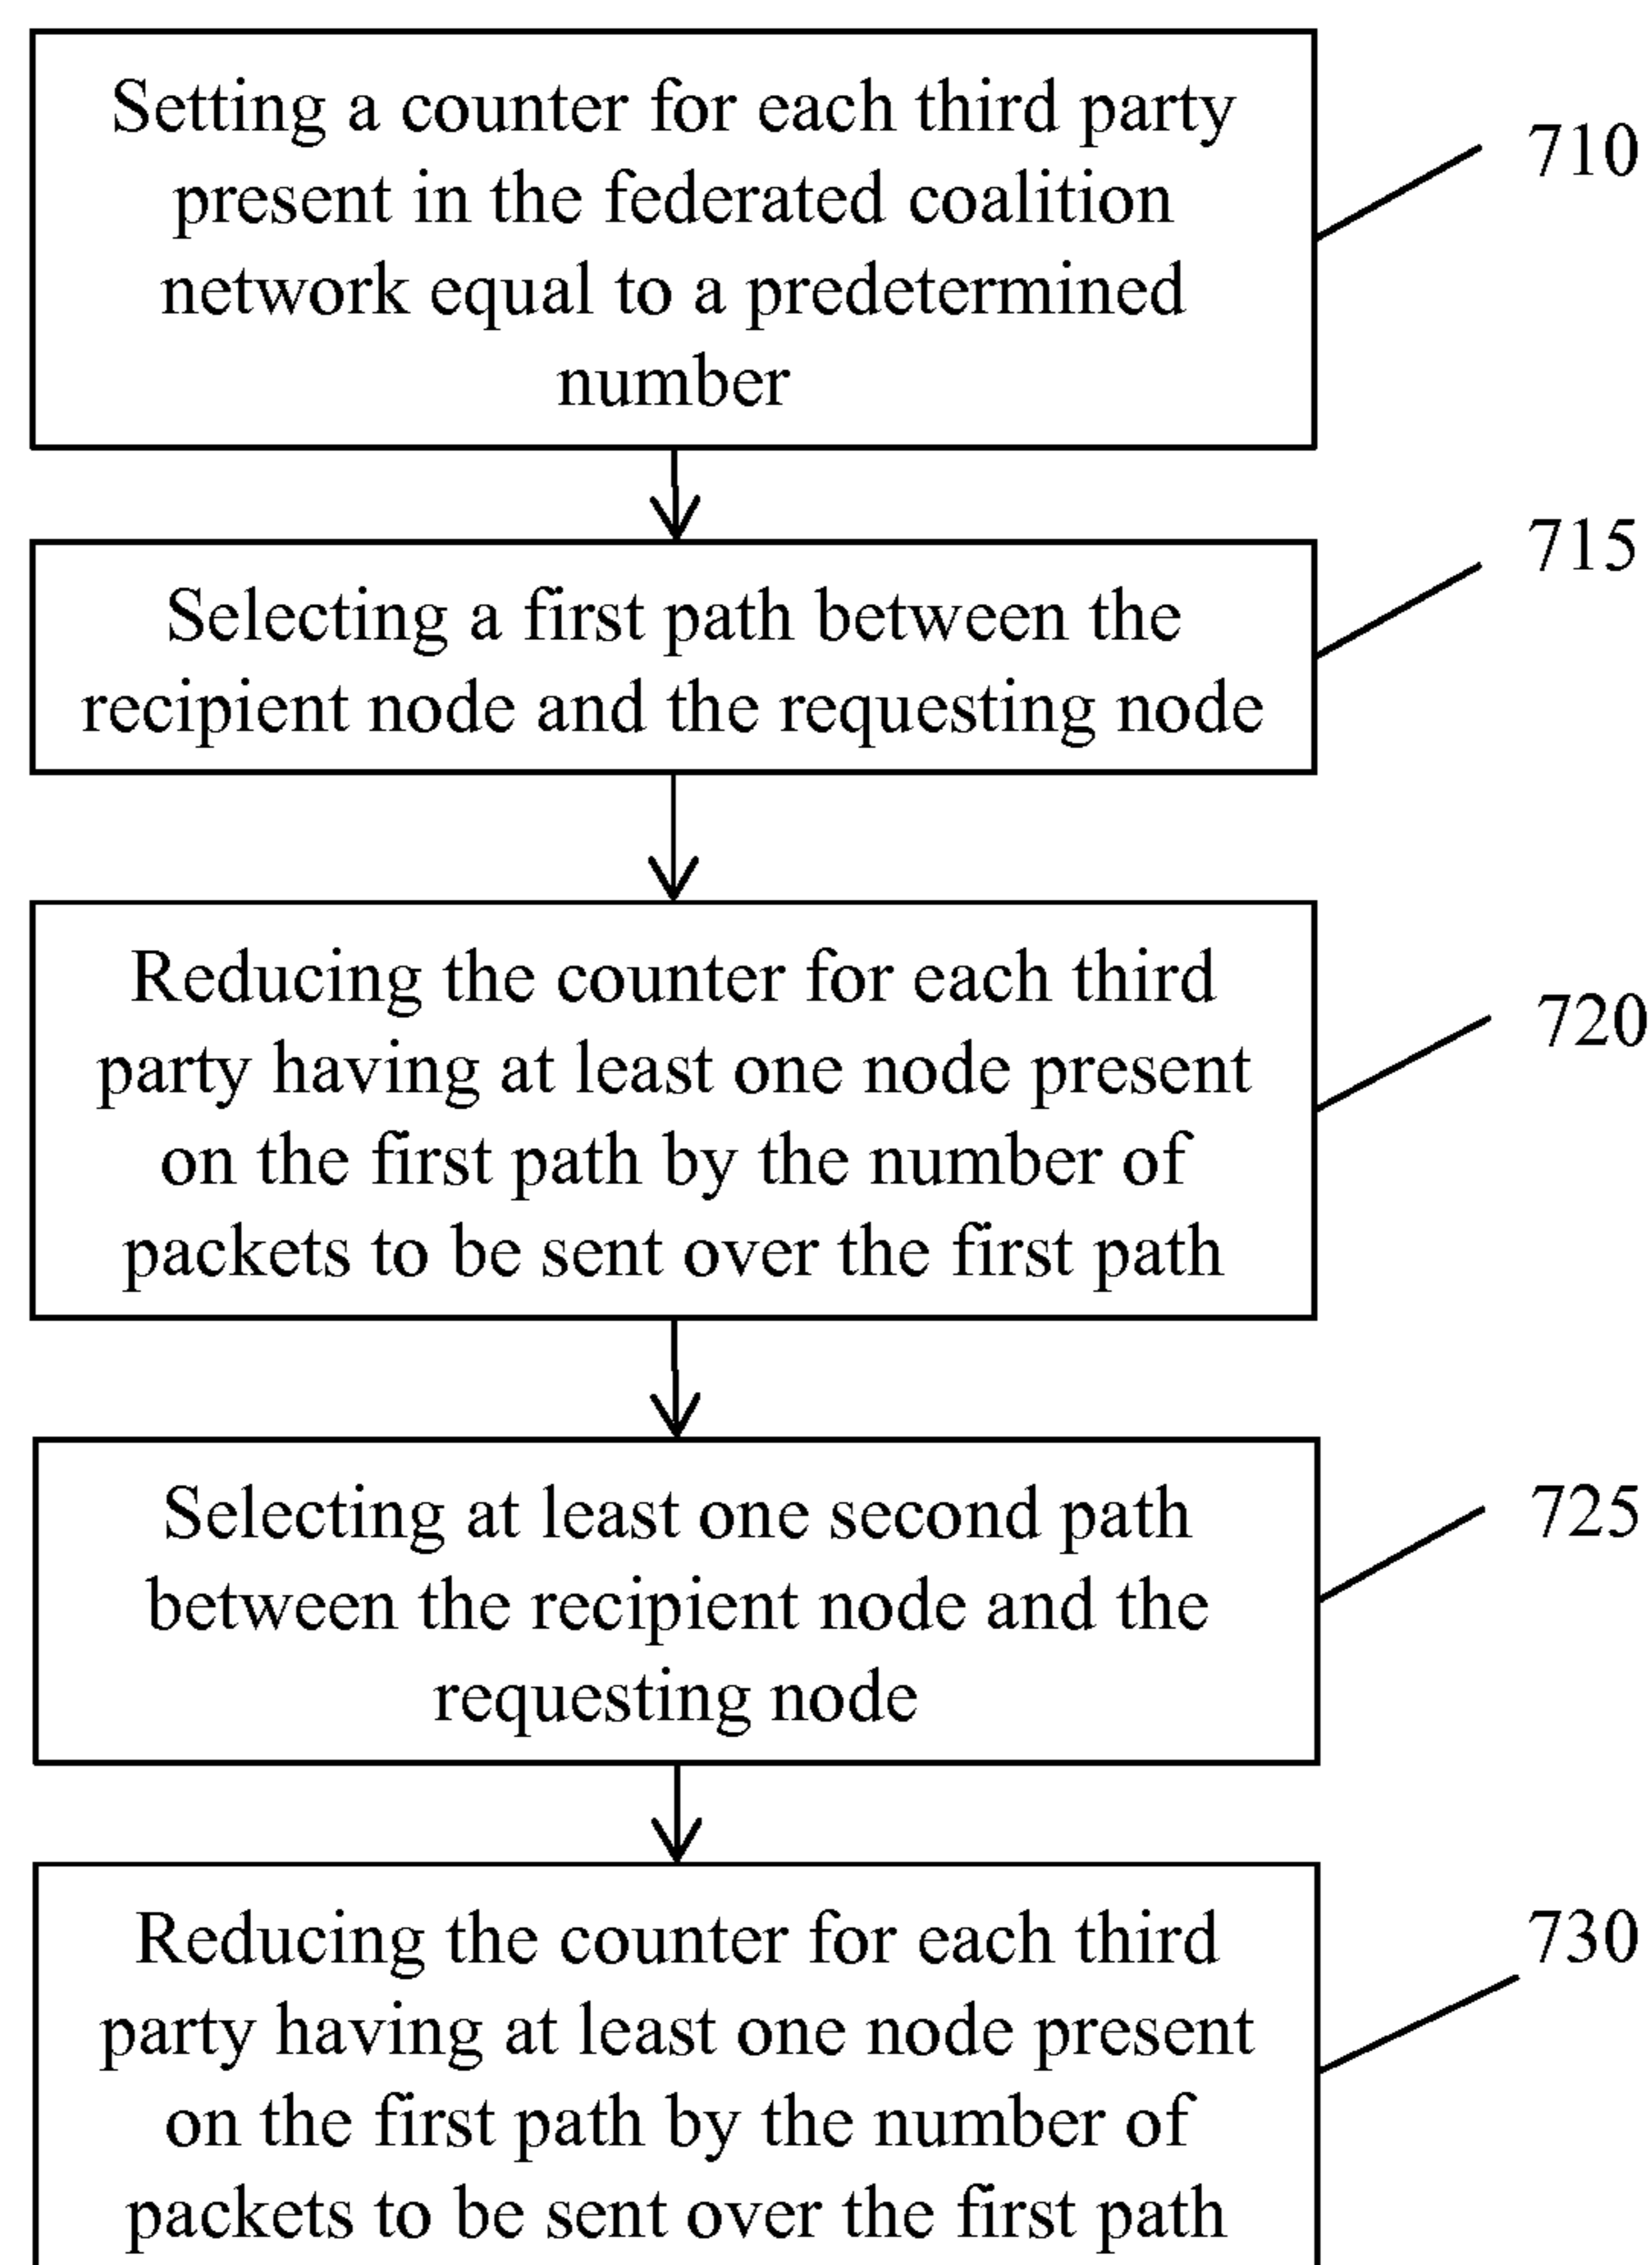 Setting a counter for each third party
present in the federated coalition
network equal to a predetermined
number
710
Selecting a first path between the
recipient node and the requesting node
715
Reducing the counter for each third
party having at least one node present
on the first path by the number of
packets to be sent over the first path
720
Selecting at least one second path
between the recipient node and the
requesting node
725
Reducing the counter for each third
party having at least one node present
on the first path by the number of
packets to be sent over the first path
730